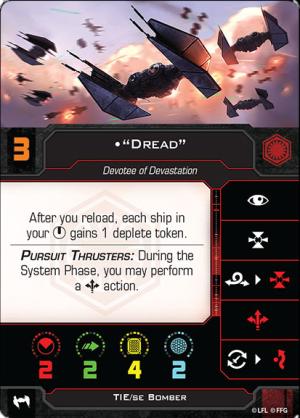 •“Dread”
3
Devotee of Devastation
After you reload, each ship in
your gains 1 deplete token.
Pursuit Thrusters: During the
System Phase, you may perform
a action.
2 2 4 2
TIE/se Bomber
©LFL ©FFG